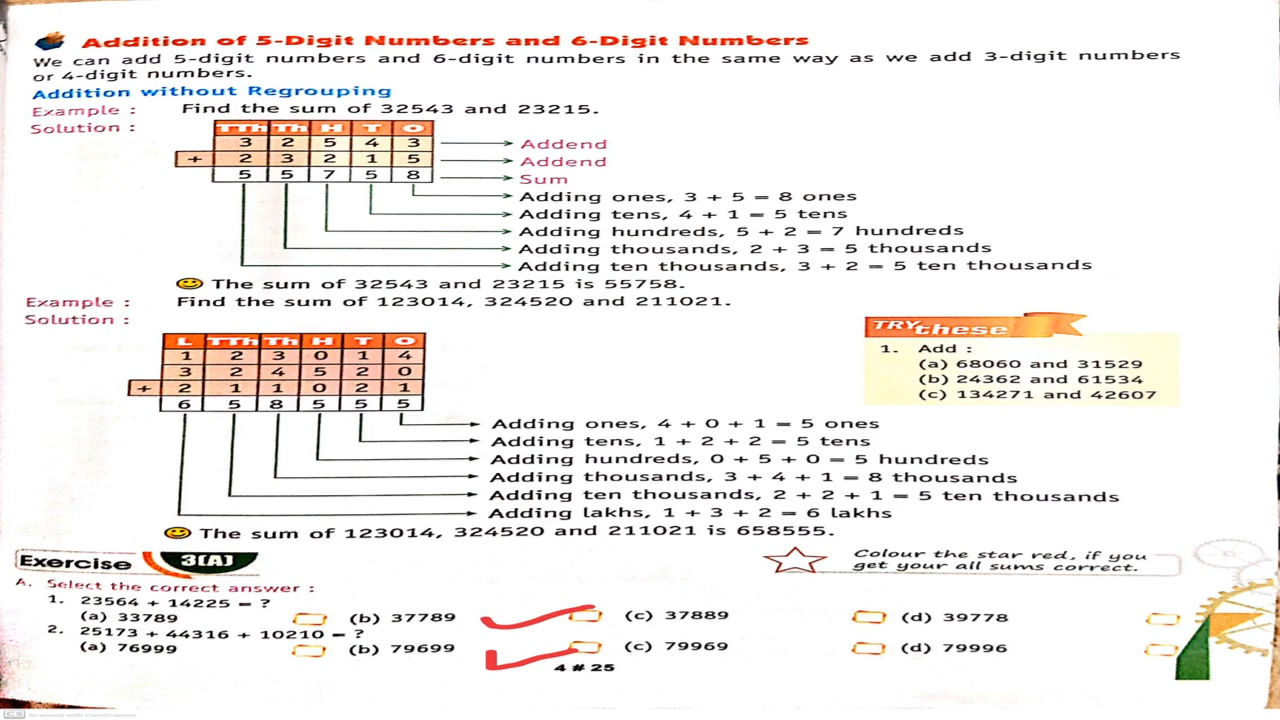 Addition of 5-Digit Numbers and 6-Digit Numbers
We can add 5-digit numbers and 6-digit numbers in the same way as we add 3-digit numbers
or 4-digit numbers.
Addition without Regrouping
Example : Find the sum of 32543 and 23215.
Solution :
TTh Th H T O
3 2 5 4 3 Addend
+ 2 3 2 1 5 Addend
5 5 7 5 8 Sum
Adding ones, 3 + 5 = 8 ones
Adding tens, 4 + 1 = 5 tens
Adding hundreds, 5 + 2 = 7 hundreds
Adding thousands, 2 + 3 = 5 thousands
Adding ten thousands, 3 + 2 = 5 ten thousands
The sum of 32543 and 23215 is 55758.
Example : Find the sum of 123014, 324520 and 211021.
Solution :
L TTh Th H T O
1 2 3 0 1 4
3 2 4 5 2 0
+ 2 1 1 0 2 1
6 5 8 5 5 5
Adding ones, 4 + 0 + 1 = 5 ones
Adding tens, 1 + 2 + 2 = 5 tens
Adding hundreds, 0 + 5 + 0 = 5 hundreds
Adding thousands, 3 + 4 + 1 = 8 thousands
Adding ten thousands, 2 + 2 + 1 = 5 ten thousands
Adding lakhs, 1 + 3 + 2 = 6 lakhs
The sum of 123014, 324520 and 211021 is 658555.
TRY these
1. Add :
(a) 68060 and 31529
(b) 24362 and 61534
(c) 134271 and 42607
Exercise 3(A)
Colour the star red, if you
get your all sums correct.
A. Select the correct answer :
1. 23564 + 14225 = ?
(a) 33789 (b) 37789 (c) 37889 (d) 39778
2. 25173 + 44316 + 10210 = ?
(a) 76999 (b) 79699 (c) 79969 (d) 79996
4 # 25
CS Scanned with CamScanner